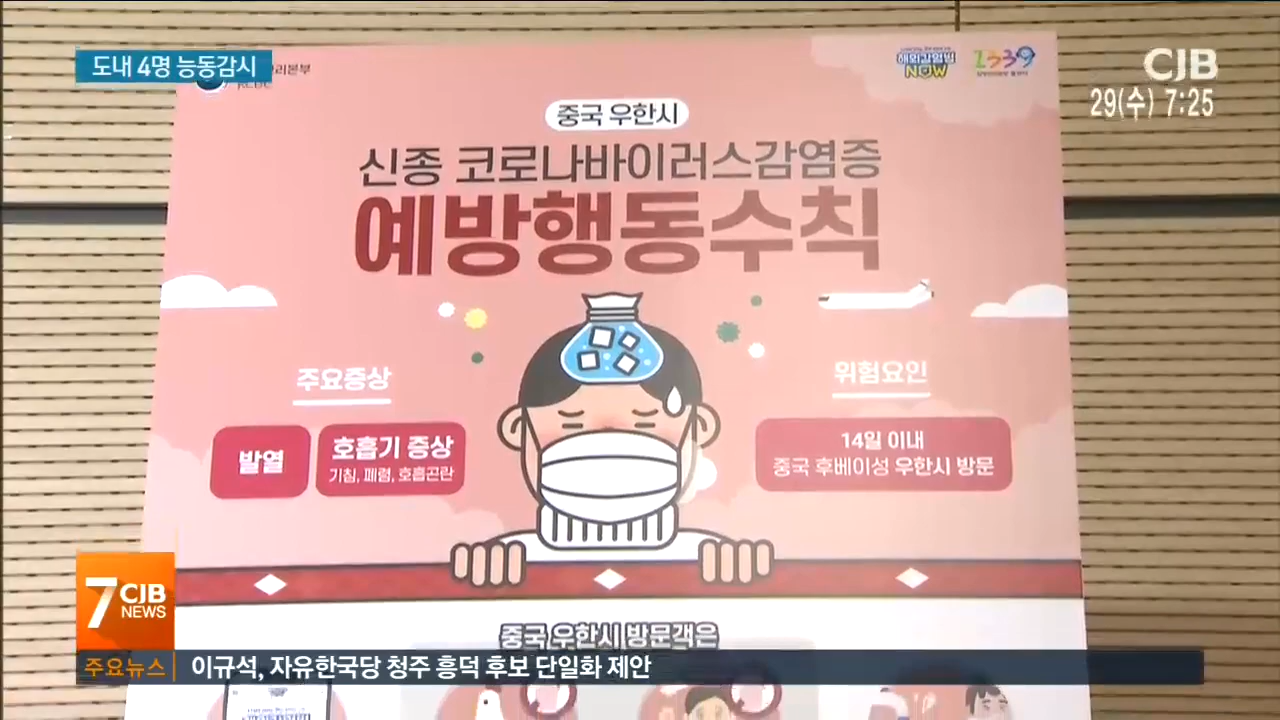 도내 4명 능동감시
리본부
해외감염병
NOW
1339
CJB
29(수) 7:25
중국 우한시
신종 코로나바이러스감염증
예방행동수칙
주요증상
위험요인
발열
호흡기 증상
기침, 폐렴, 호흡곤란
14일 이내
중국 후베이성 우한시 방문
7 CJB
NEWS
중국 우한시 방문객은
주요뉴스
이규석, 자유한국당 청주 흥덕 후보 단일화 제안